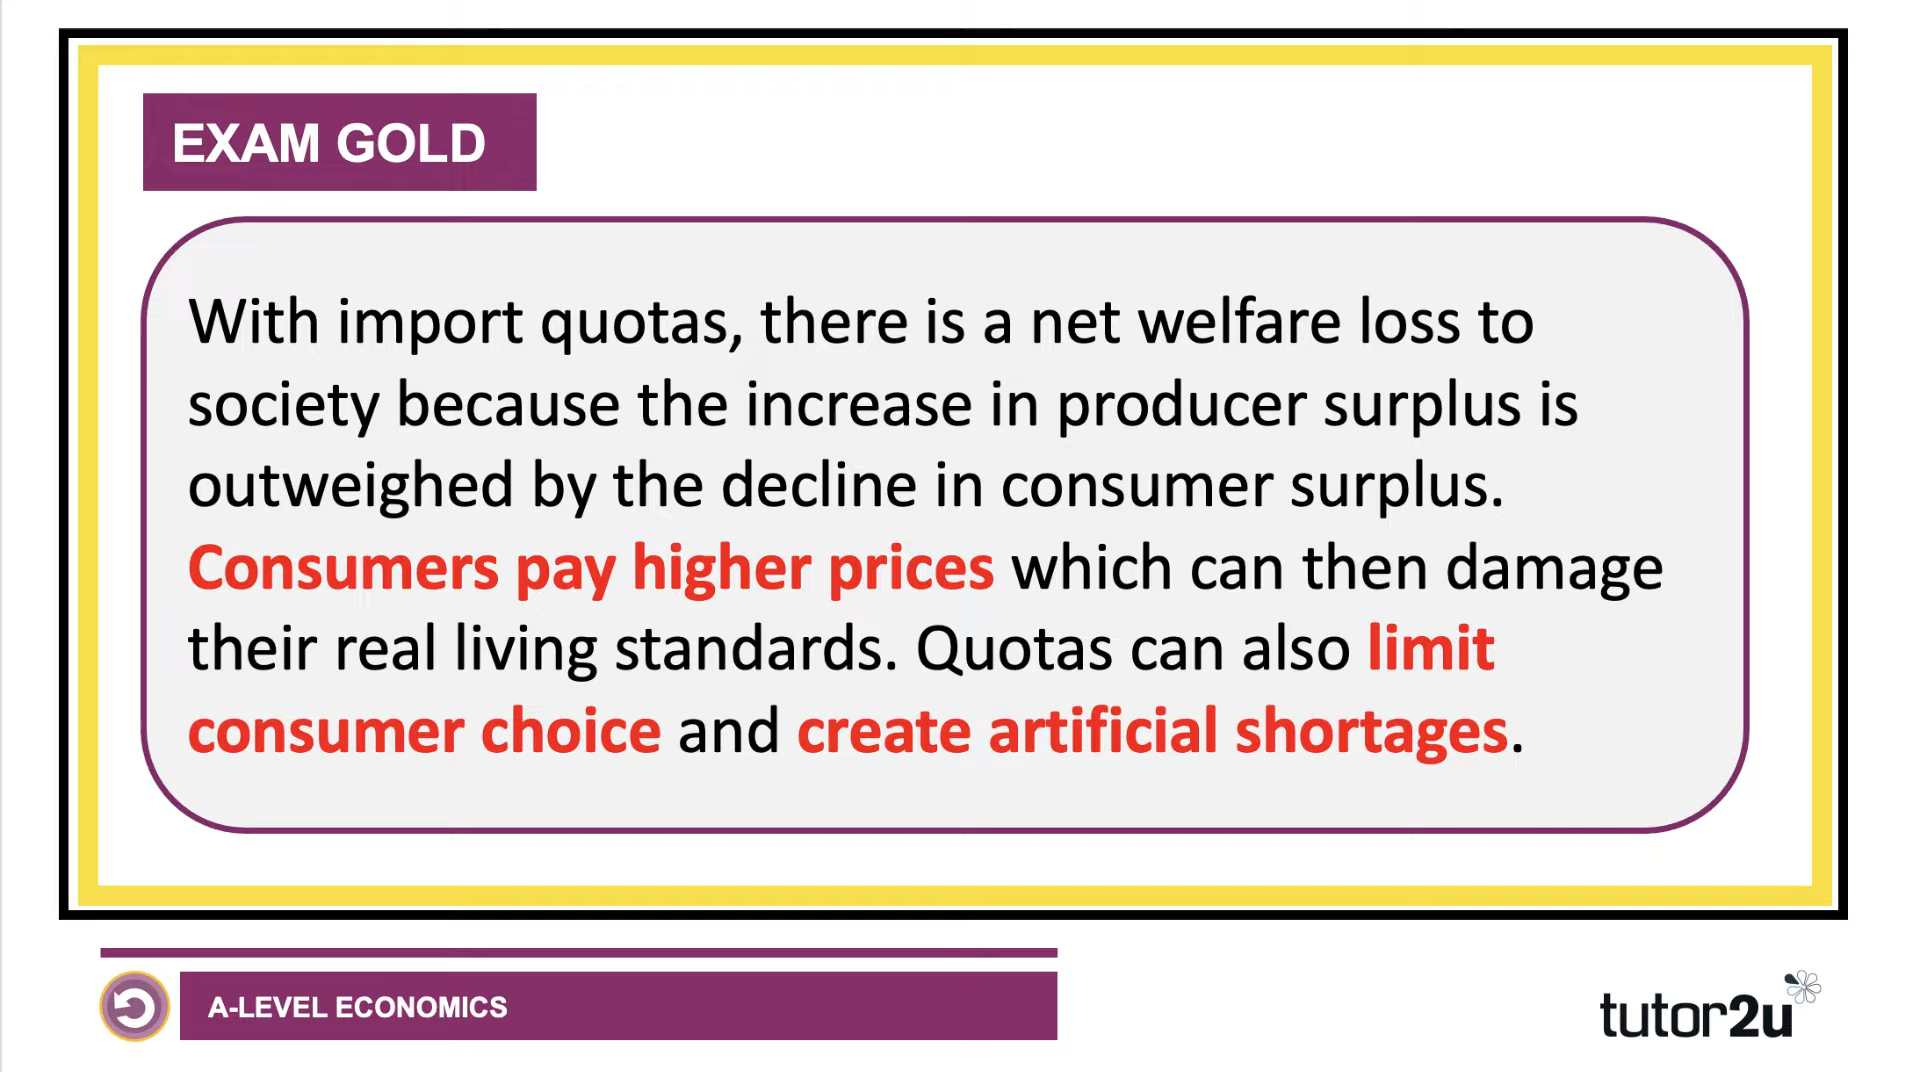 EXAM GOLD
With import quotas, there is a net welfare loss to
society because the increase in producer surplus is
outweighed by the decline in consumer surplus.
Consumers pay higher prices which can then damage
their real living standards. Quotas can also limit
consumer choice and create artificial shortages.
A-LEVEL ECONOMICS
tutor2u